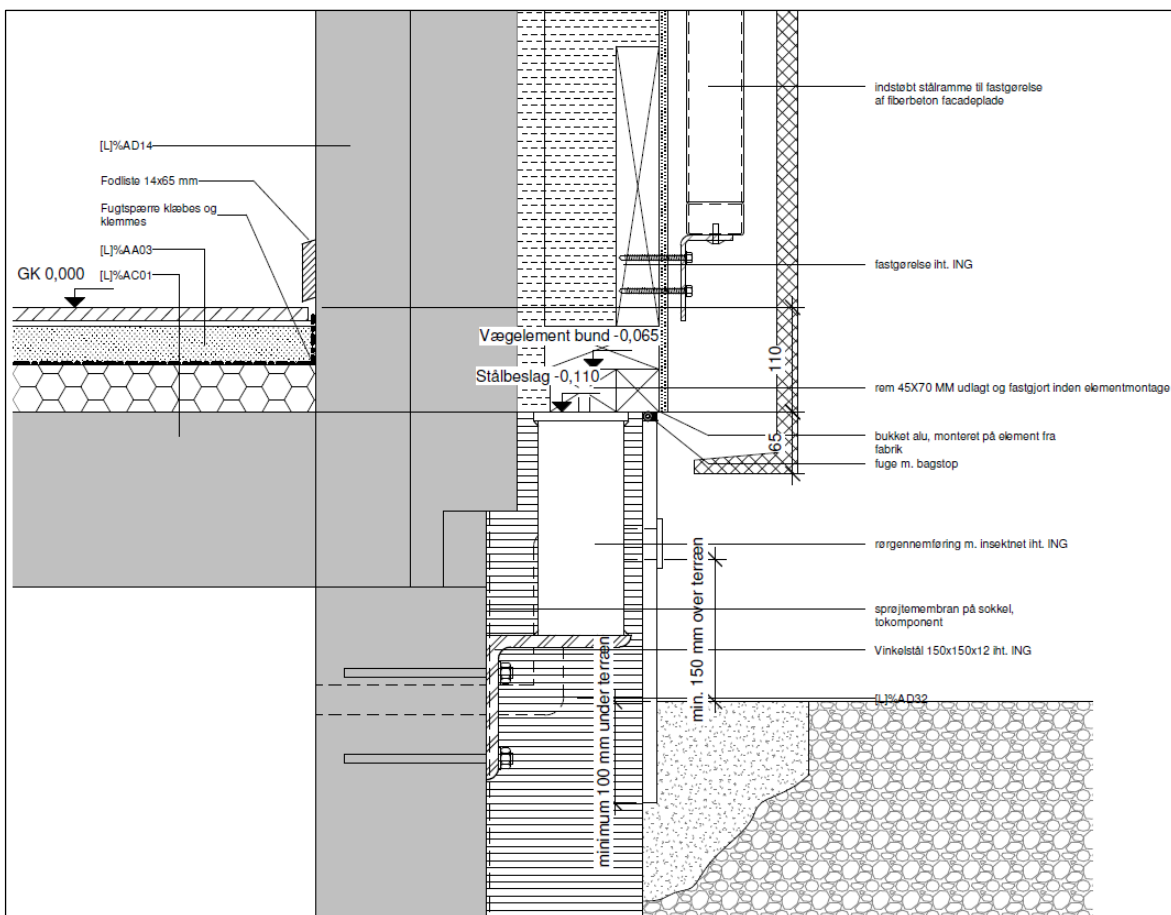 indstøbt stålramme til fastgørelse
af fiberbeton facadeplade
[L]%AD14
Fodliste 14x65 mm
Fugtspærre klæbes og
klemmes
[L]%AA03
GK 0,000
[L]%AC01
fastgørelse iht. ING
Vægelement bund -0,065
110
Stålbeslag -0,110
rem 45X70 MM udlagt og fastgjort inden elementmontage
65
bukket alu, monteret på element fra
fabrik
fuge m. bagstop
rørgennemføring m. insektnet iht. ING
min. 150 mm over terræn
sprøjtemembran på sokkel,
tokomponent
Vinkelstål 150x150x12 iht. ING
minimum 100 mm under terræn
[L]%AD32